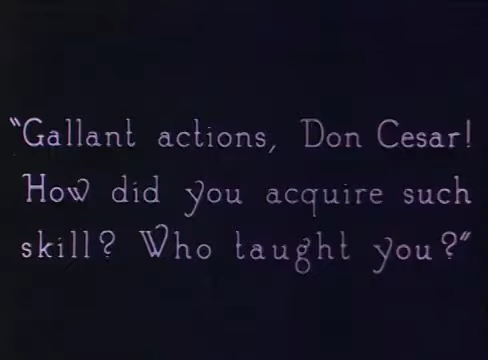 "Gallant actions, Don Cesar!
How did you acquire such
skill? Who taught you?"